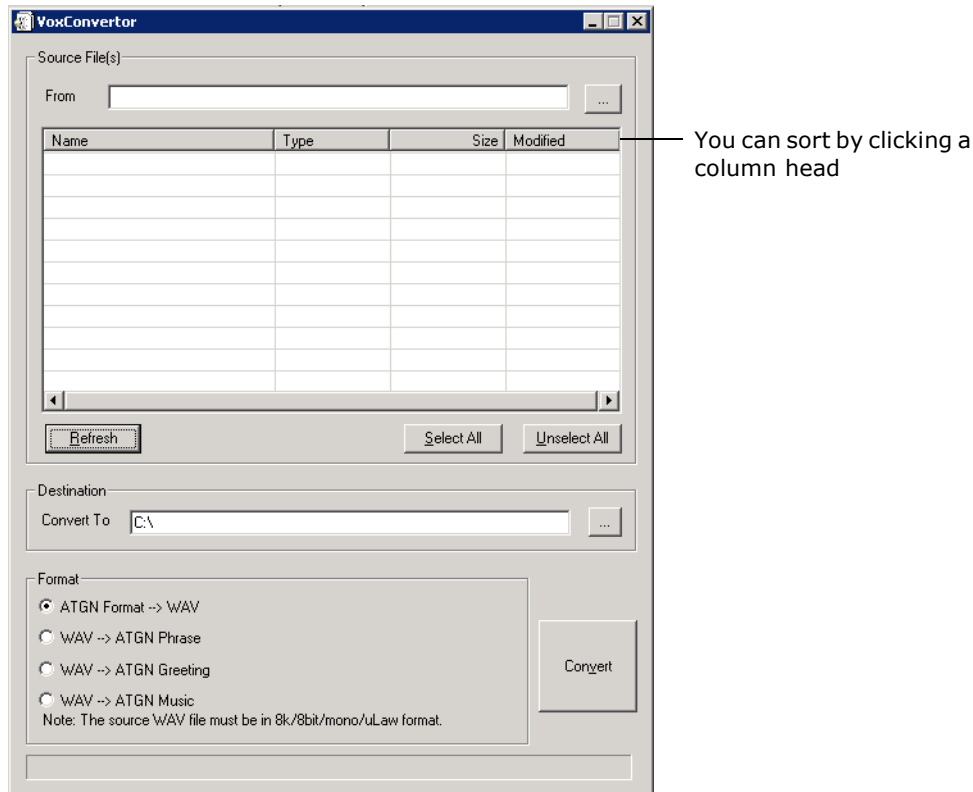 VoxConvertor
Source File(s)
From ...
Name Type Size Modified
You can sort by clicking a
column head
Refresh Select All Unselect All
Destination
Convert To C:\ ...
Format
ATGN Format --> WAV
WAV --> ATGN Phrase
WAV --> ATGN Greeting
WAV --> ATGN Music
Note: The source WAV file must be in 8k/8bit/mono/uLaw format.
Convert